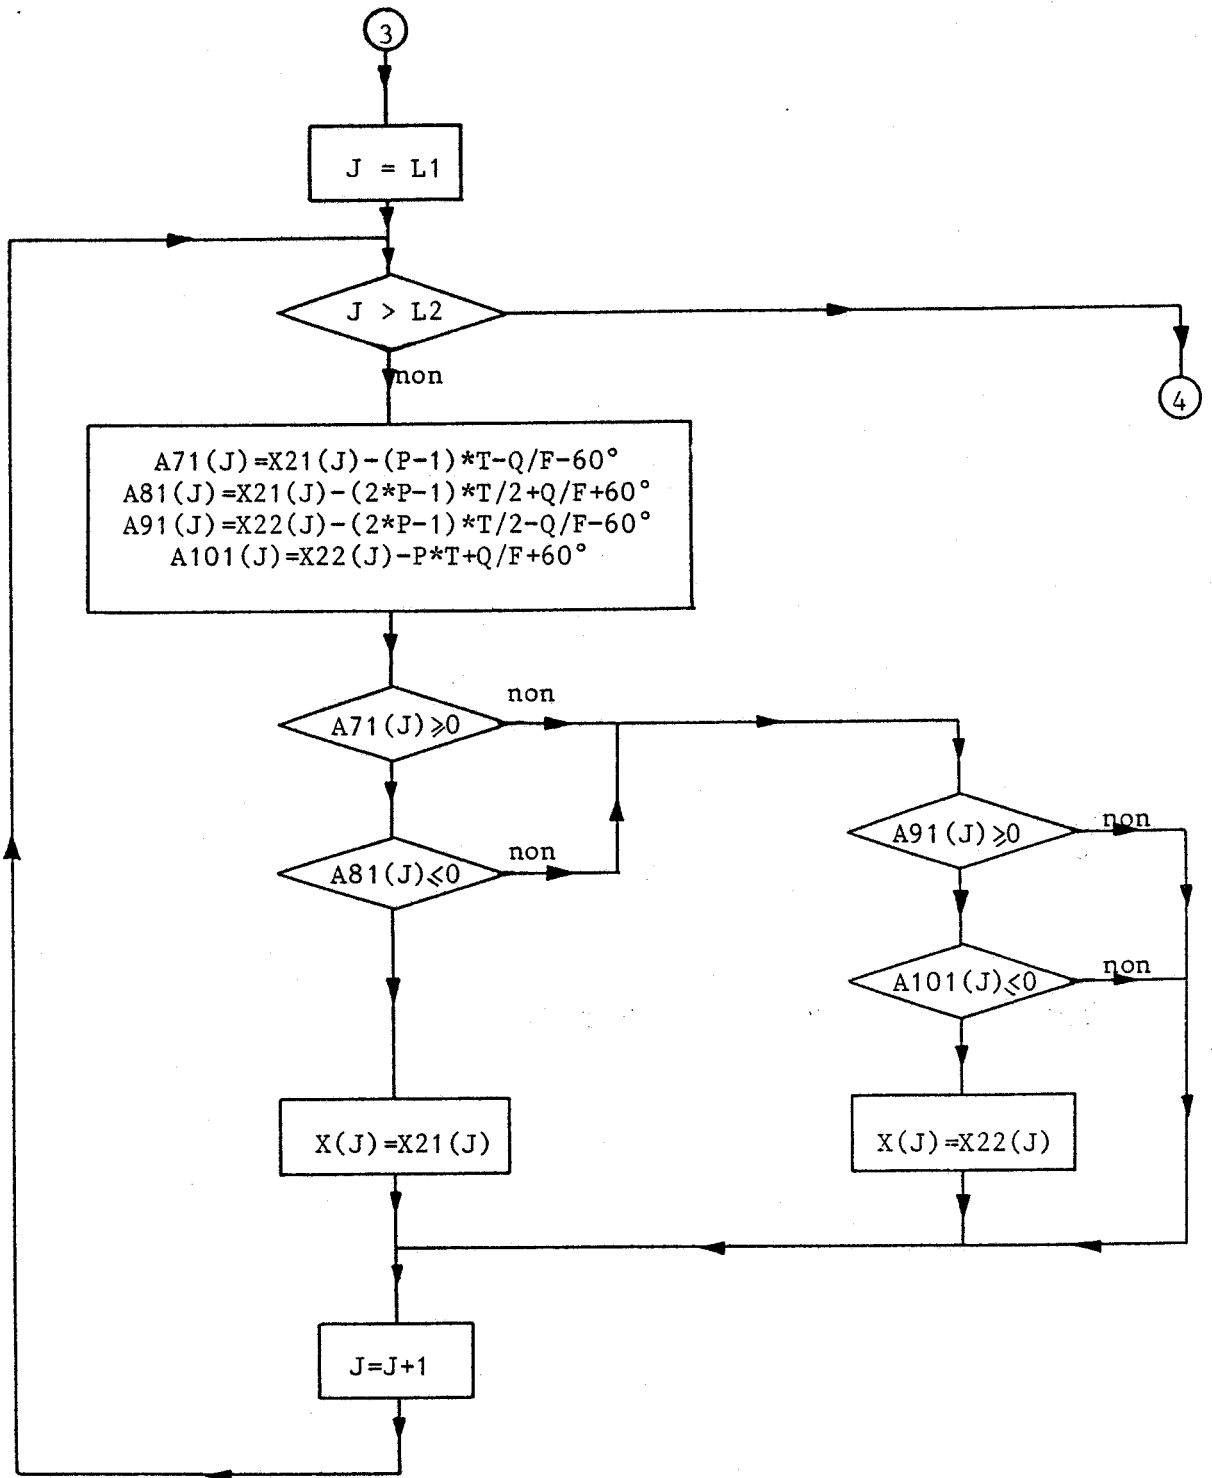 3
J = L1
J > L2
non
4
A71(J)=X21(J)-(P-1)*T-Q/F-60°
A81(J)=X21(J)-(2*P-1)*T/2+Q/F+60°
A91(J)=X22(J)-(2*P-1)*T/2-Q/F-60°
A101(J)=X22(J)-P*T+Q/F+60°
non
A71(J)⩾0
non
A91(J)⩾0
non
A81(J)⩽0
non
A101(J)⩽0
X(J)=X21(J)
X(J)=X22(J)
J=J+1